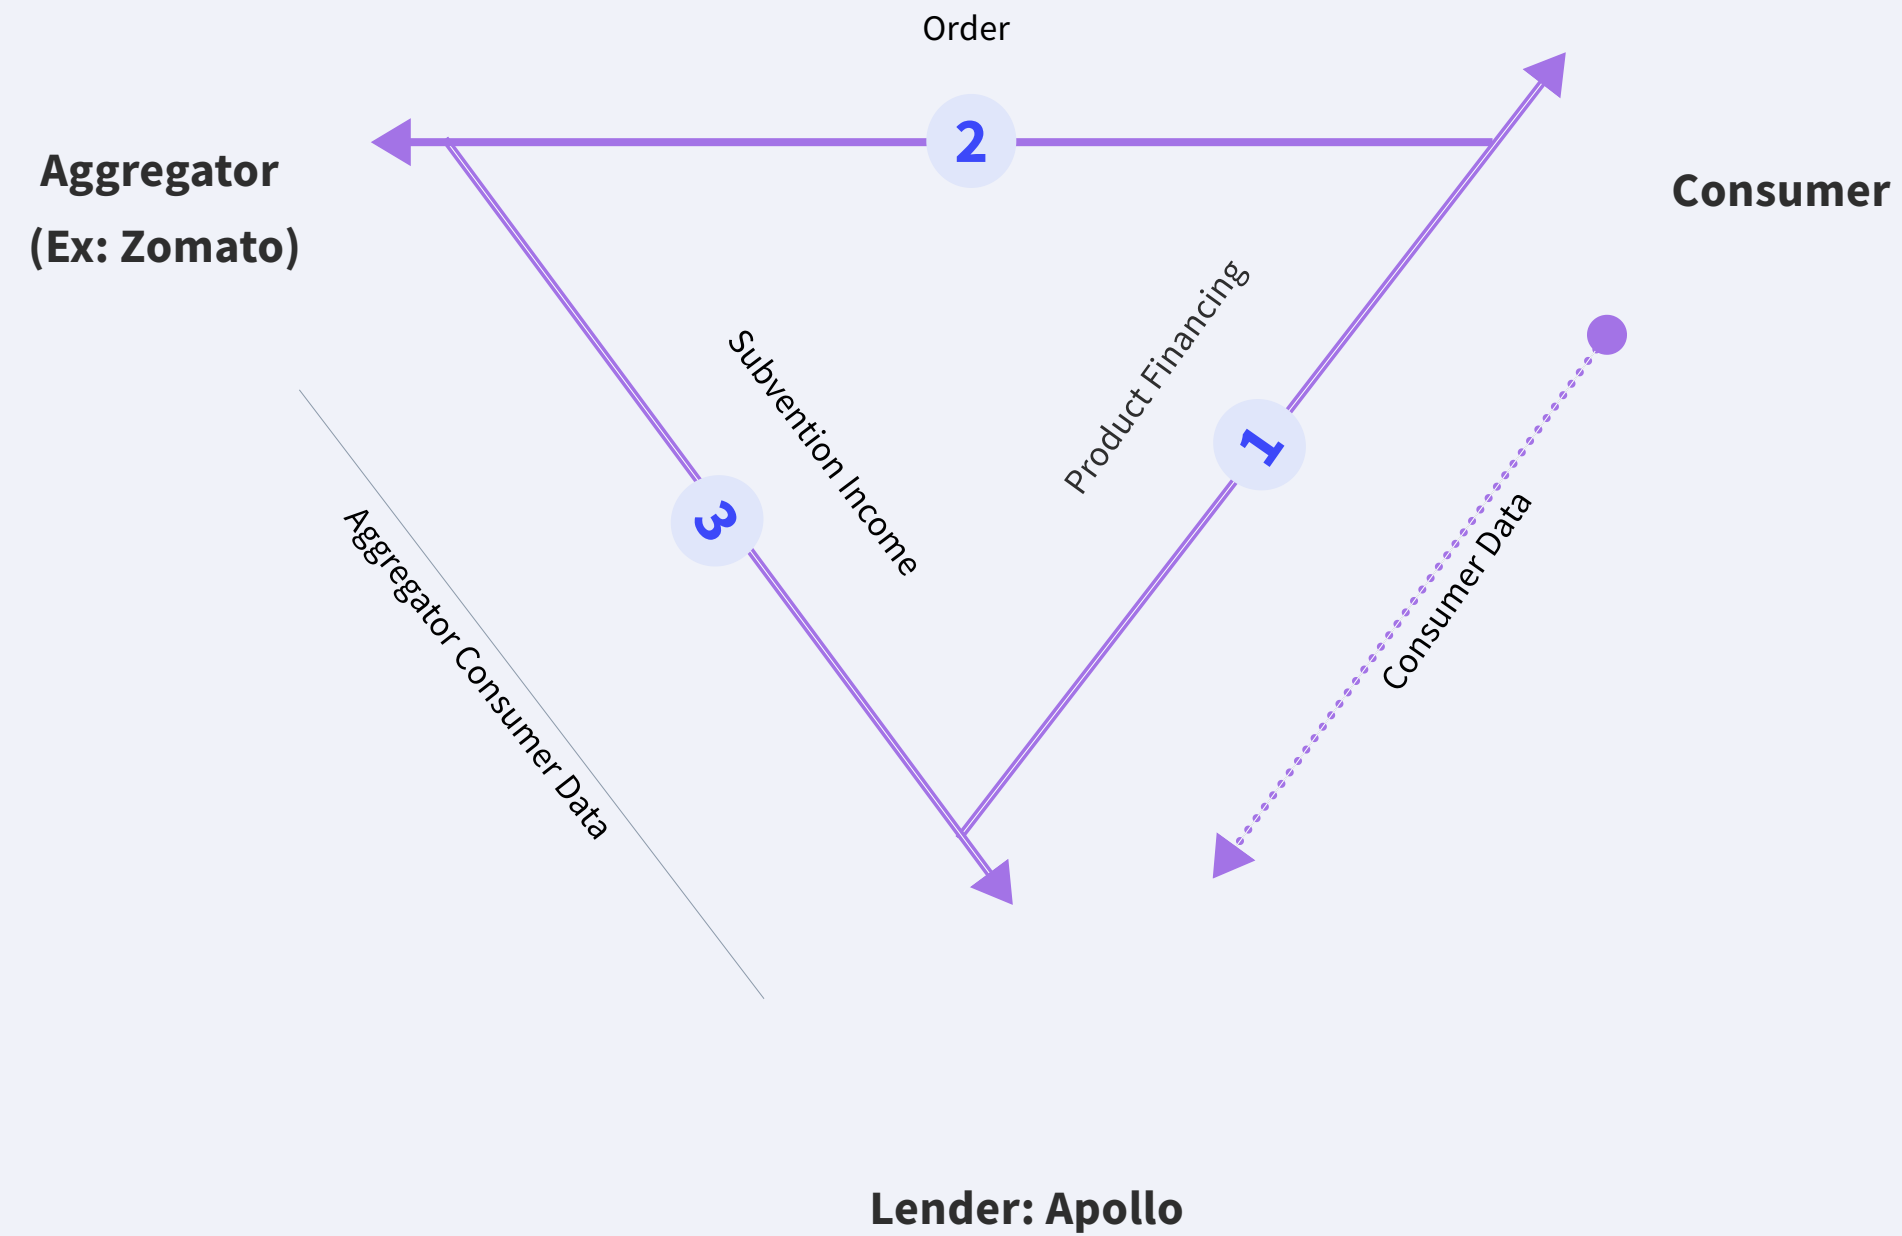 Order
2
Aggregator
(Ex: Zomato)
Consumer
Subvention Income
Product Financing
1
3
Aggregator Consumer Data
Consumer Data
Lender: Apollo